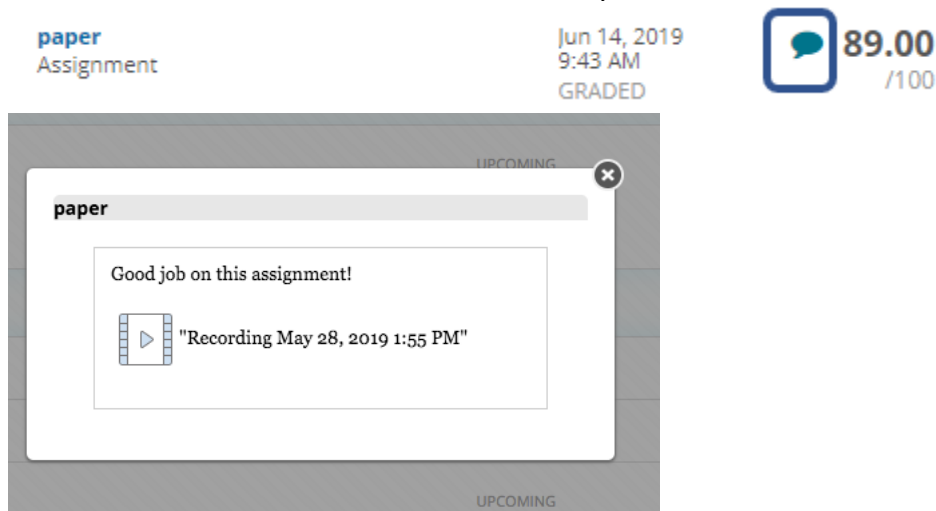 paper
Assignment
Jun 14, 2019
9:43 AM
GRADED
89.00
/100
UPCOMING
paper
Good job on this assignment!
"Recording May 28, 2019 1:55 PM"
UPCOMING